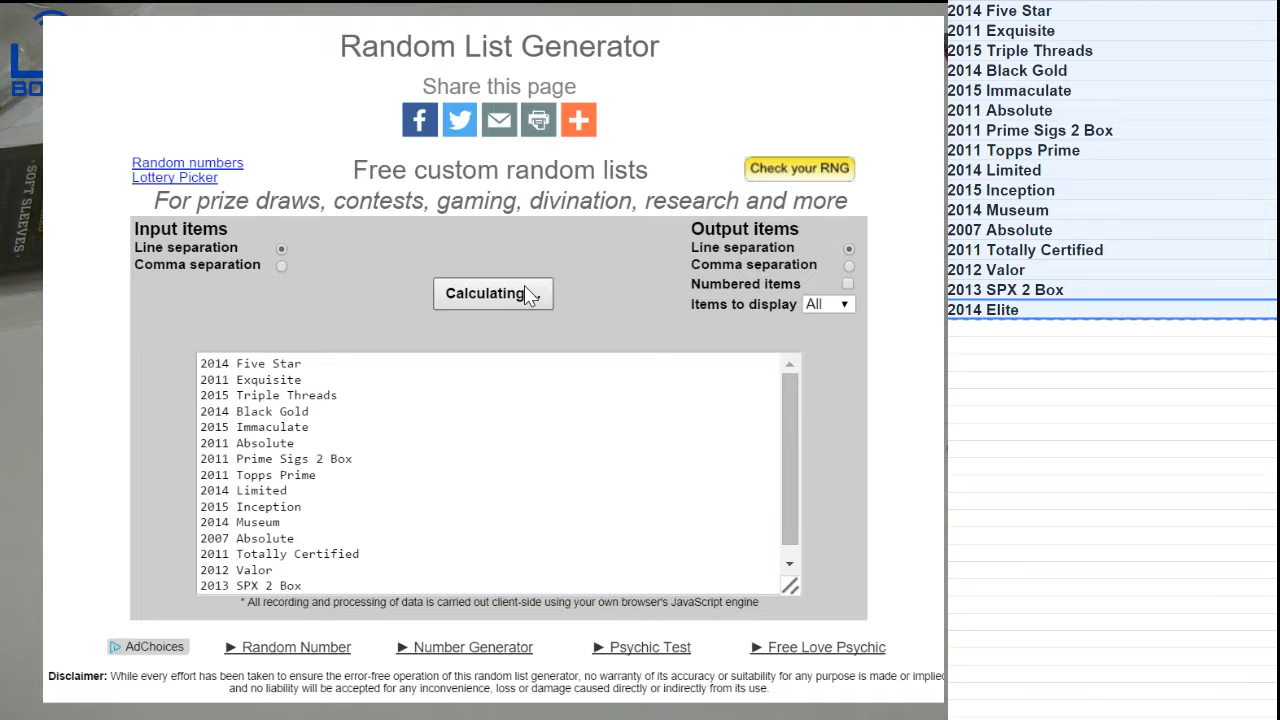 Random List Generator
Share this page
Random numbers
Lottery Picker
Free custom random lists
Check your RNG
For prize draws, contests, gaming, divination, research and more
Input items
Line separation
Comma separation
Calculating
Output items
Line separation
Comma separation
Numbered items
Items to display All
2014 Five Star
2011 Exquisite
2015 Triple Threads
2014 Black Gold
2015 Immaculate
2011 Absolute
2011 Prime Sigs 2 Box
2011 Topps Prime
2014 Limited
2015 Inception
2014 Museum
2007 Absolute
2011 Totally Certified
2012 Valor
2013 SPX 2 Box
* All recording and processing of data is carried out client-side using your own browser's JavaScript engine
AdChoices
► Random Number
► Number Generator
► Psychic Test
► Free Love Psychic
Disclaimer: While every effort has been taken to ensure the error-free operation of this random list generator, no warranty of its accuracy or suitability for any purpose is made or implied
and no liability will be accepted for any inconvenience, loss or damage caused directly or indirectly from its use.
2014 Five Star
2011 Exquisite
2015 Triple Threads
2014 Black Gold
2015 Immaculate
2011 Absolute
2011 Prime Sigs 2 Box
2011 Topps Prime
2014 Limited
2015 Inception
2014 Museum
2007 Absolute
2011 Totally Certified
2012 Valor
2013 SPX 2 Box
2014 Elite
SOFT SLEEVES
L
BO